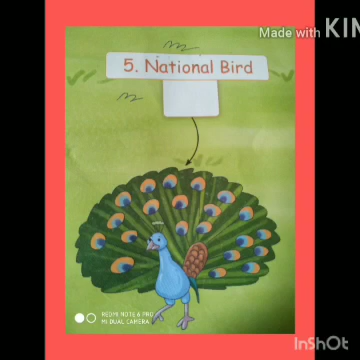 Made with KIN
5. National Bird
REDMI NOTE 6 PRO
MI DUAL CAMERA
InShOt